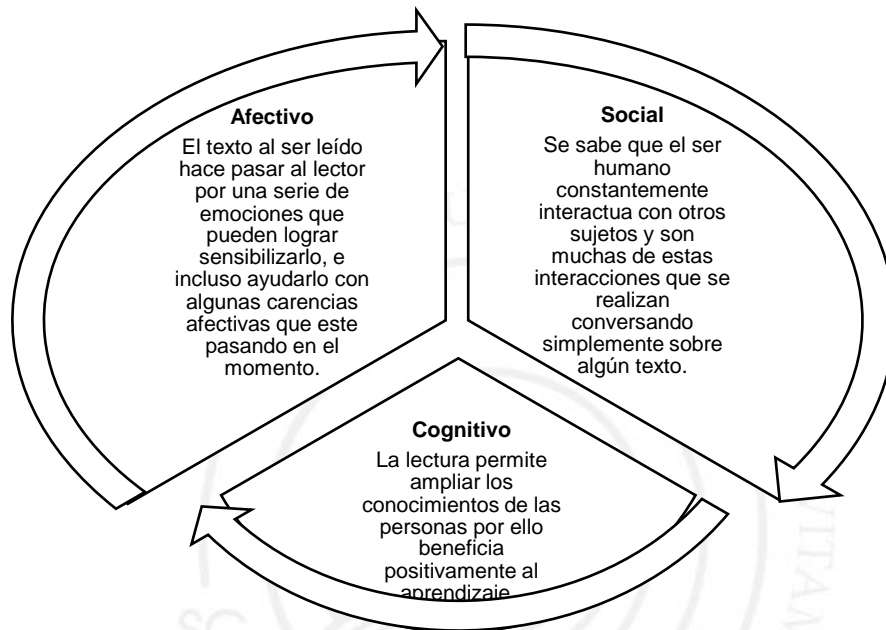 Afectivo
El texto al ser leído
hace pasar al lector
por una serie de
emociones que
pueden lograr
sensibilizarlo, e
incluso ayudarlo con
algunas carencias
afectivas que este
pasando en el
momento.
Social
Se sabe que el ser
humano
constantemente
interactua con otros
sujetos y son
muchas de estas
interacciones que se
realizan
conversando
simplemente sobre
algún texto.
Cognitivo
La lectura permite
ampliar los
conocimientos de las
personas por ello
beneficia
positivamente al
aprendizaje
VITAM